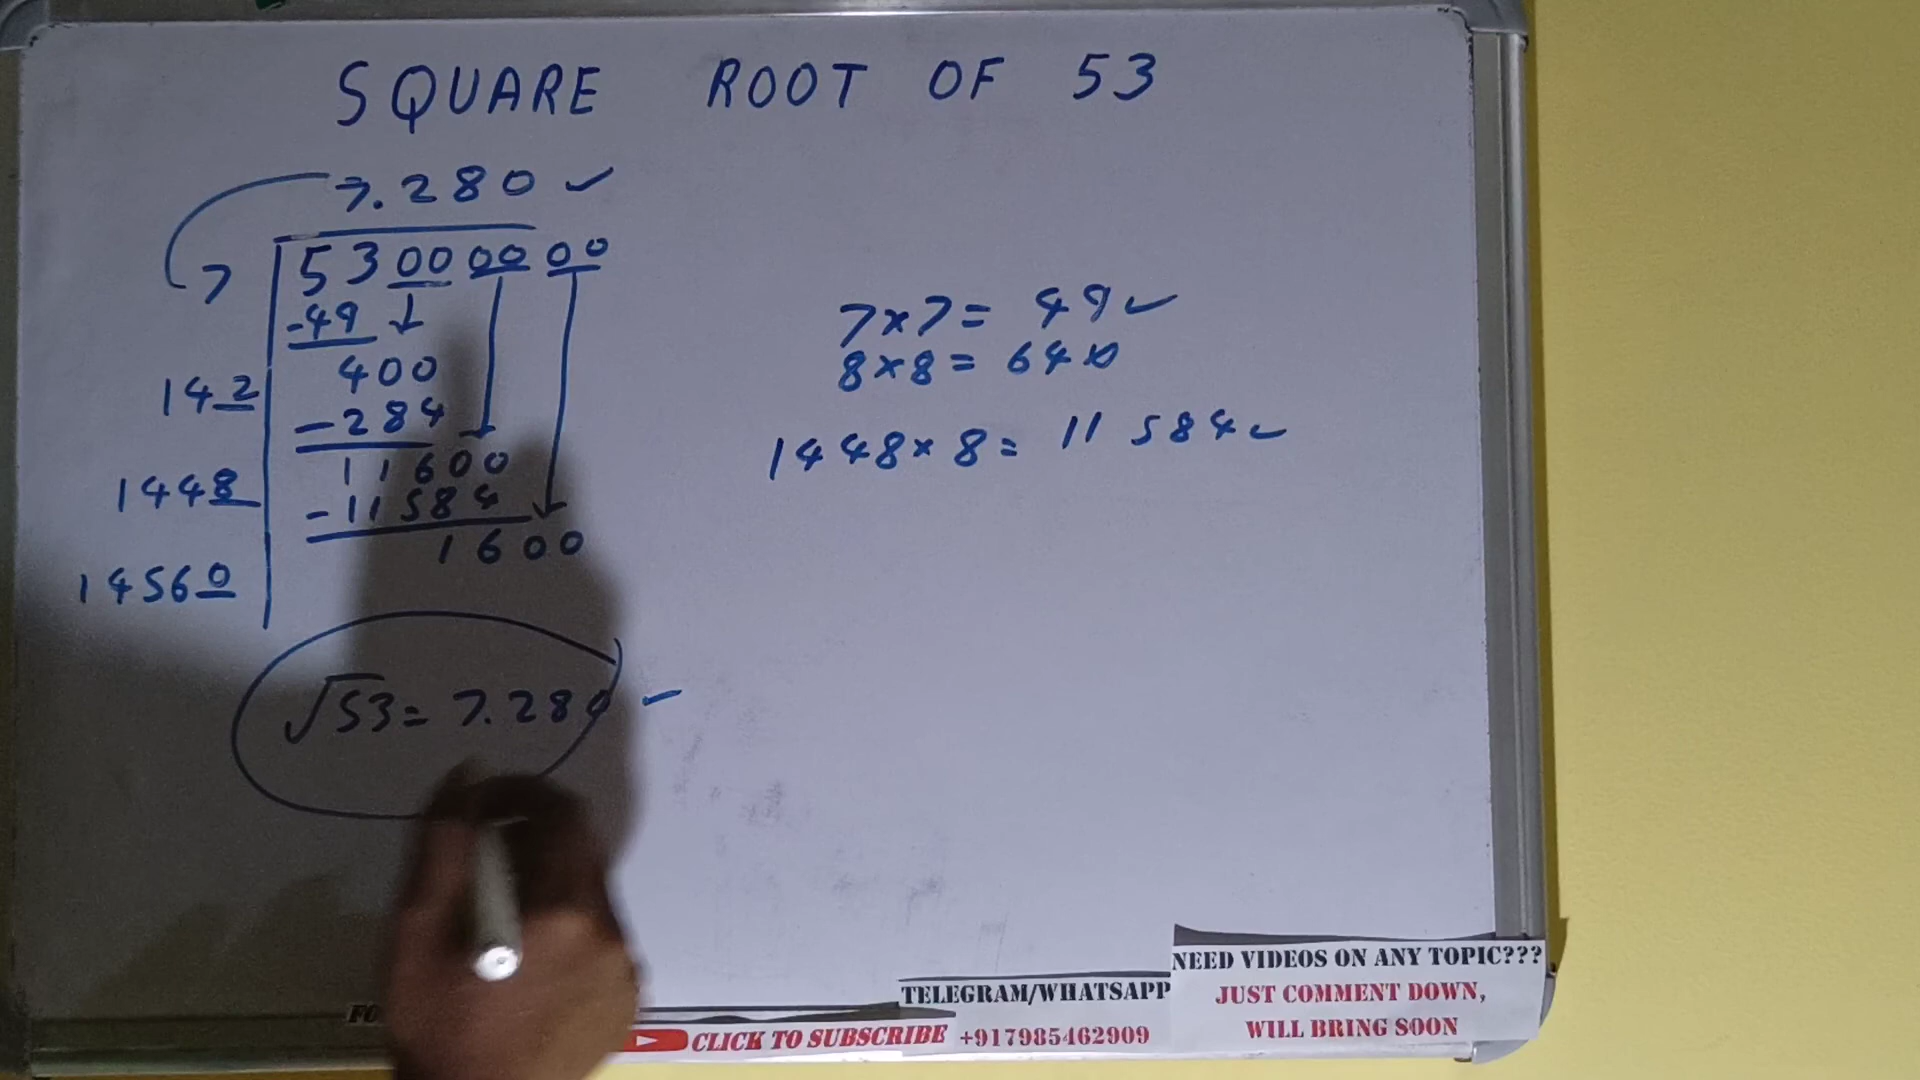 SQUARE ROOT OF 53
7.280 ✓
7 53 00 00 00
-49
400
142 -284
11600
1448 -11584
1600
14560
√53 = 7.280
7×7 = 49 ✓
8×8 = 64 ×
1448×8 = 11584 ✓
NEED VIDEOS ON ANY TOPIC???
JUST COMMENT DOWN,
WILL BRING SOON
TELEGRAM/WHATSAPP
+917985462909
CLICK TO SUBSCRIBE